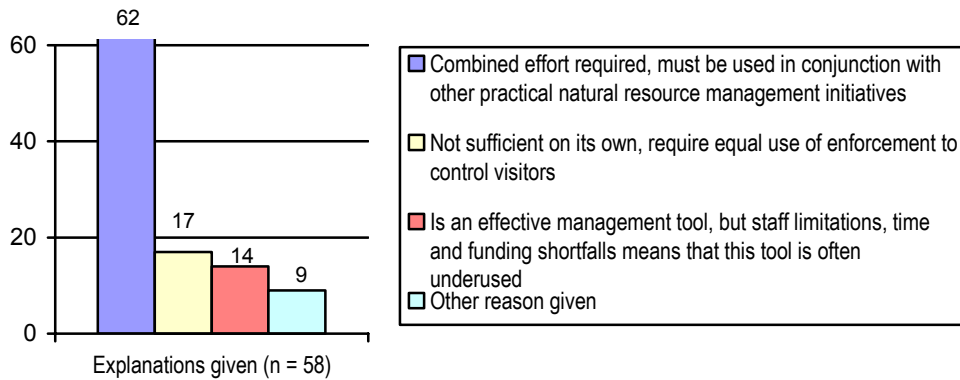 62
60
40
20
0
17
14
9
Explanations given (n = 58)
Combined effort required, must be used in conjunction with
other practical natural resource management initiatives
Not sufficient on its own, require equal use of enforcement to
control visitors
Is an effective management tool, but staff limitations, time
and funding shortfalls means that this tool is often
underused
Other reason given